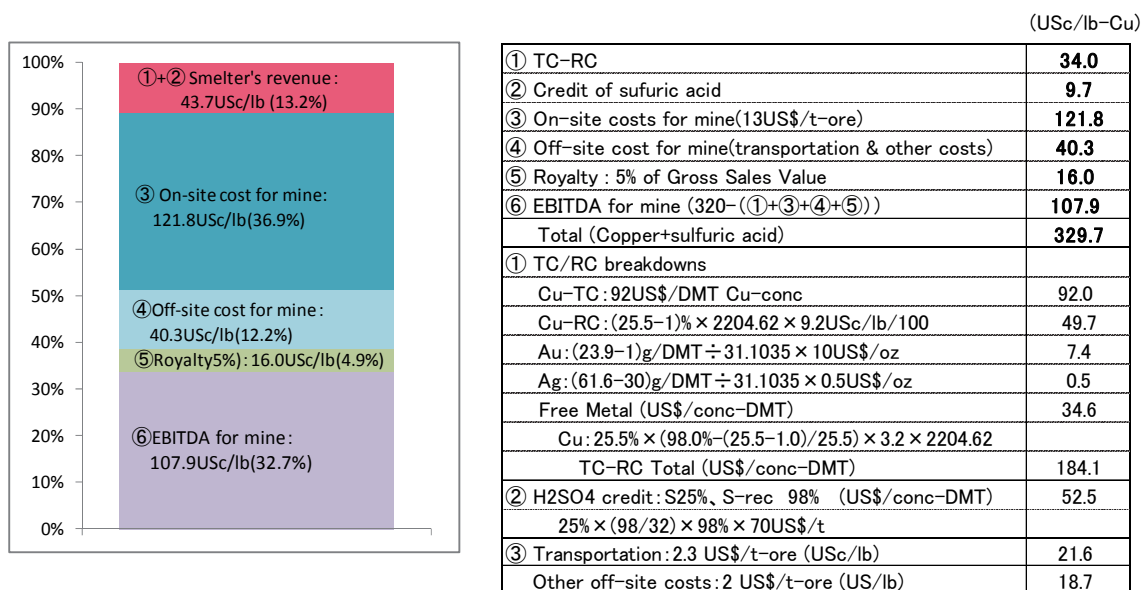 (USc/lb-Cu)
100%
90%
80%
70%
60%
50%
40%
30%
20%
10%
0%
①+② Smelter's revenue:
43.7USc/lb (13.2%)
③ On-site cost for mine:
121.8USc/lb(36.9%)
④Off-site cost for mine:
40.3USc/lb(12.2%)
⑤Royalty5%):16.0USc/lb(4.9%)
⑥EBITDA for mine:
107.9USc/lb(32.7%)
① TC-RC 34.0
② Credit of sufuric acid 9.7
③ On-site costs for mine(13US$/t-ore) 121.8
④ Off-site cost for mine(transportation & other costs) 40.3
⑤ Royalty : 5% of Gross Sales Value 16.0
⑥ EBITDA for mine (320-(①+③+④+⑤)) 107.9
Total (Copper+sulfuric acid) 329.7
① TC/RC breakdowns
Cu-TC:92US$/DMT Cu-conc 92.0
Cu-RC:(25.5-1)%×2204.62×9.2USc/lb/100 49.7
Au:(23.9-1)g/DMT÷31.1035×10US$/oz 7.4
Ag:(61.6-30)g/DMT÷31.1035×0.5US$/oz 0.5
Free Metal (US$/conc-DMT) 34.6
Cu:25.5%×(98.0%-(25.5-1.0)/25.5)×3.2×2204.62
TC-RC Total (US$/conc-DMT) 184.1
② H2SO4 credit:S25%、S-rec 98% (US$/conc-DMT) 52.5
25%×(98/32)×98%×70US$/t
③ Transportation:2.3 US$/t-ore (USc/lb) 21.6
Other off-site costs:2 US$/t-ore (US/lb) 18.7